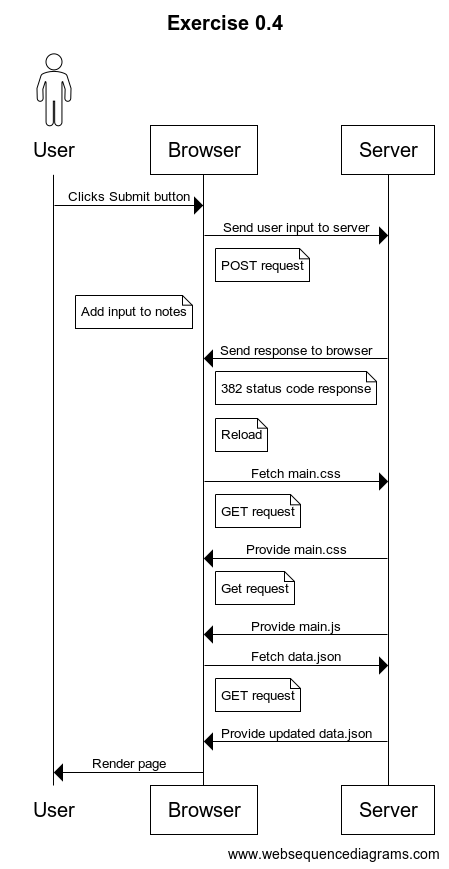 Exercise 0.4
User
Browser
Server
Clicks Submit button
Send user input to server
POST request
Add input to notes
Send response to browser
382 status code response
Reload
Fetch main.css
GET request
Provide main.css
Get request
Provide main.js
Fetch data.json
GET request
Provide updated data.json
Render page
User
Browser
Server
www.websequencediagrams.com